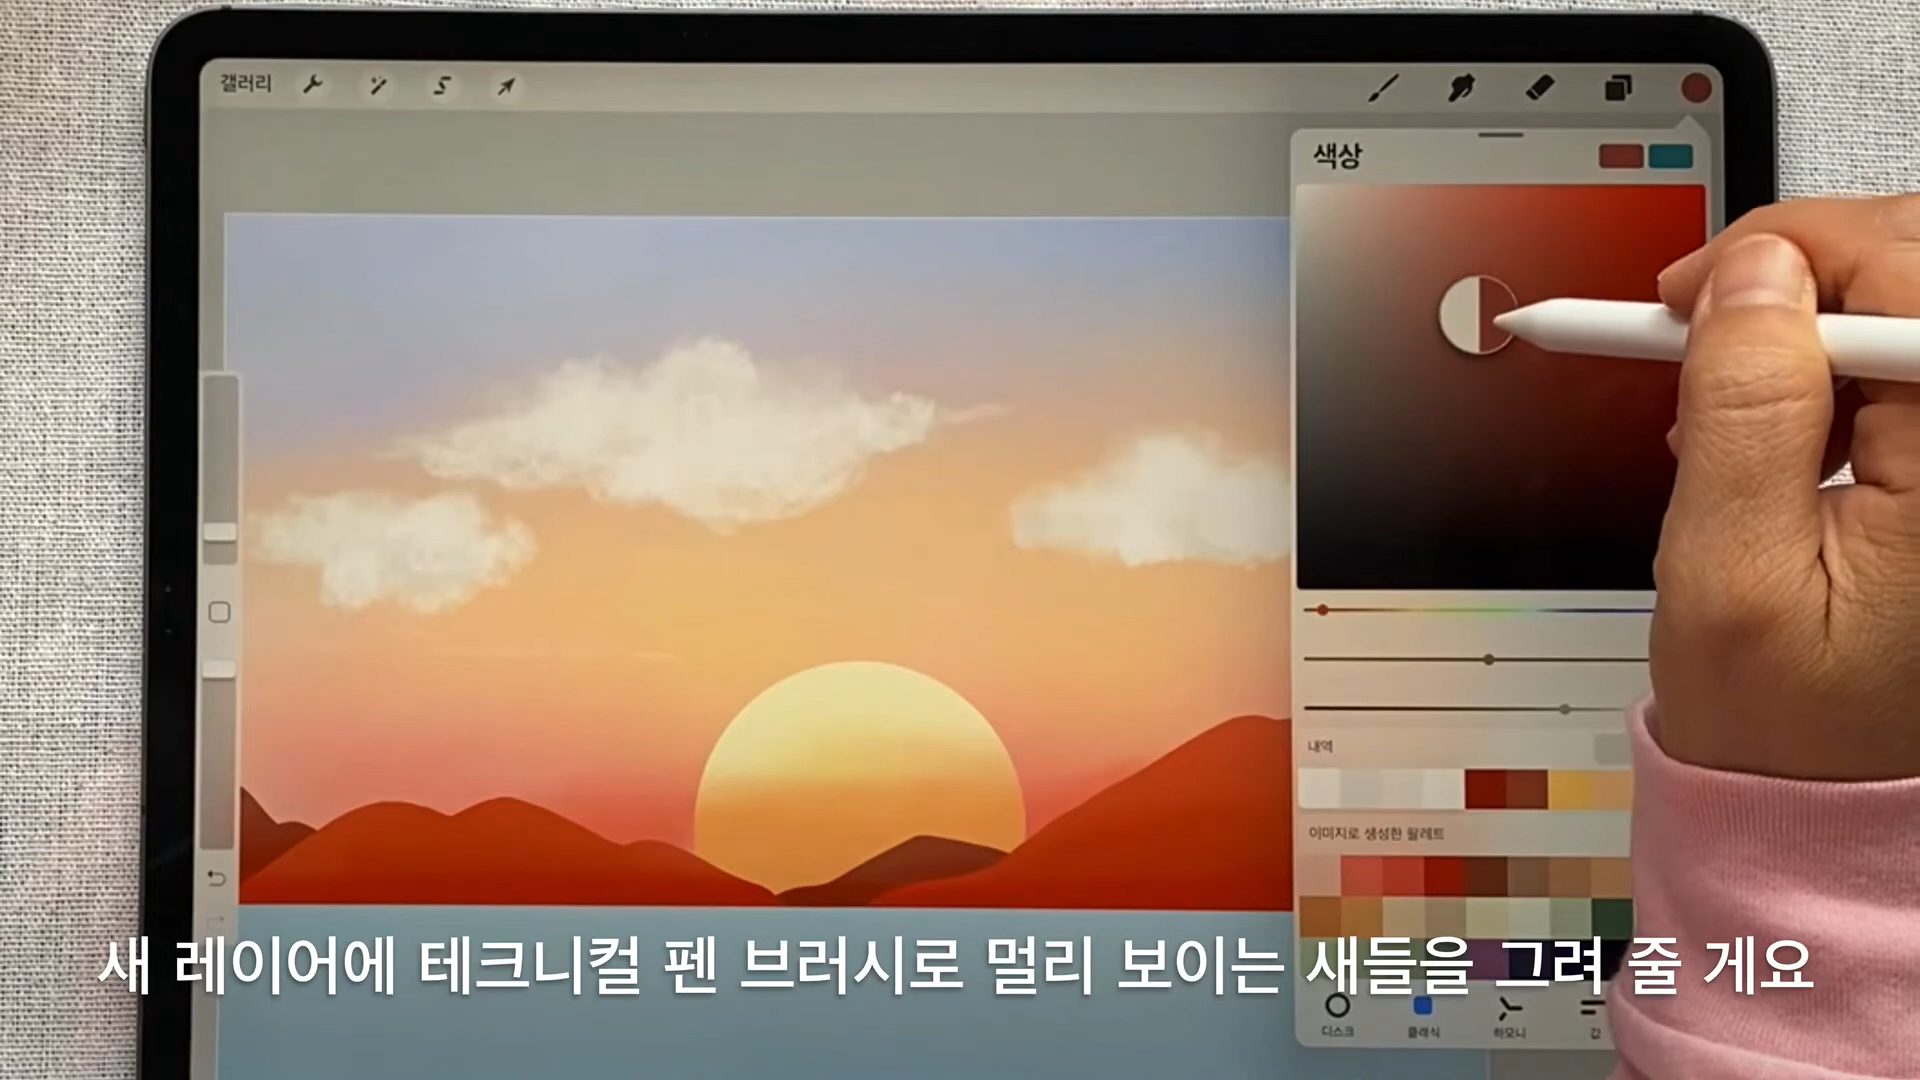 갤러리
색상
내역
이미지로 생성한 팔레트
새 레이어에 테크니컬 펜 브러시로 멀리 보이는 새들을 그려 줄 게요
디스크
클래식
하모니
값